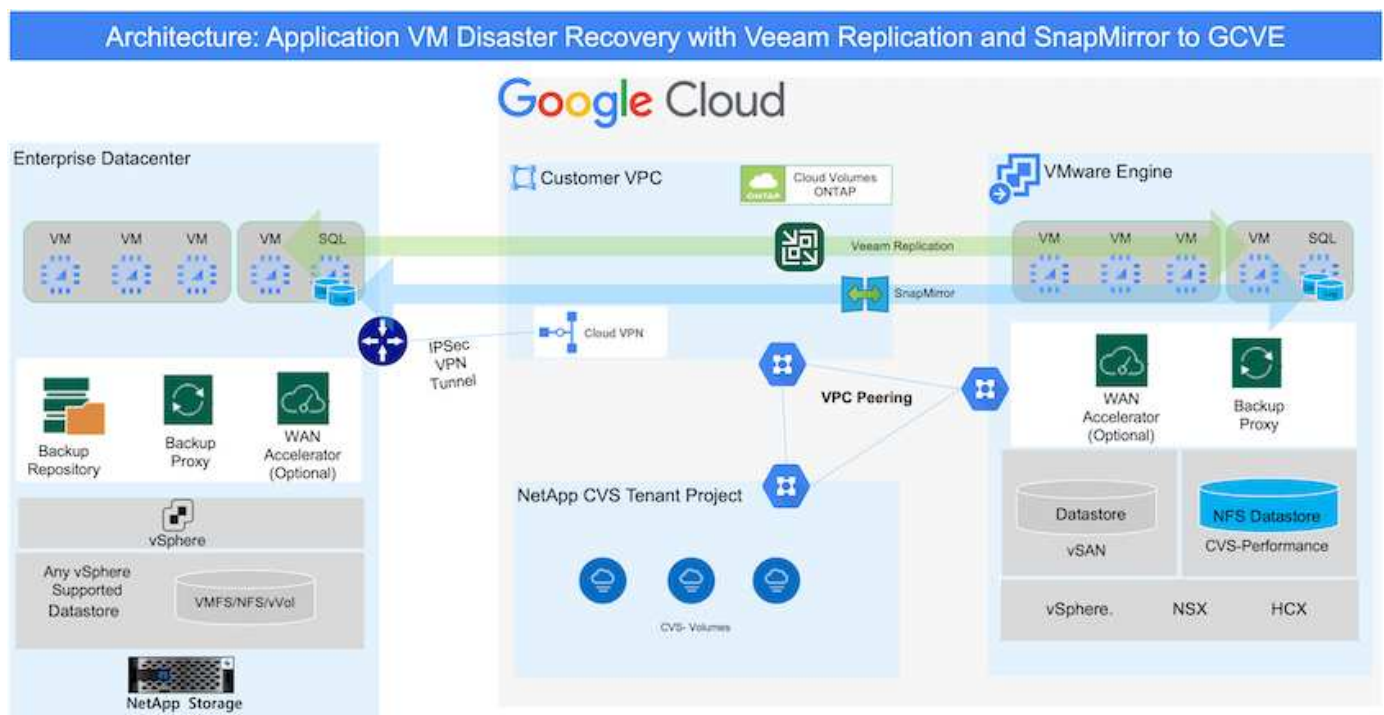 Architecture: Application VM Disaster Recovery with Veeam Replication and SnapMirror to GCVE
Google Cloud
Enterprise Datacenter
VM VM VM VM SQL
IPSec
VPN
Tunnel
Backup
Repository
Backup
Proxy
WAN
Accelerator
(Optional)
vSphere
Any vSphere
Supported
Datastore
VMFS/NFS/vVol
NetApp Storage
Customer VPC
ONTAP
Cloud Volumes
ONTAP
Veeam Replication
SnapMirror
Cloud VPN
VPC Peering
NetApp CVS Tenant Project
CVS- Volumes
VMware Engine
VM VM VM VM SQL
WAN
Accelerator
(Optional)
Backup
Proxy
Datastore
vSAN
NFS Datastore
CVS-Performance
vSphere. NSX HCX